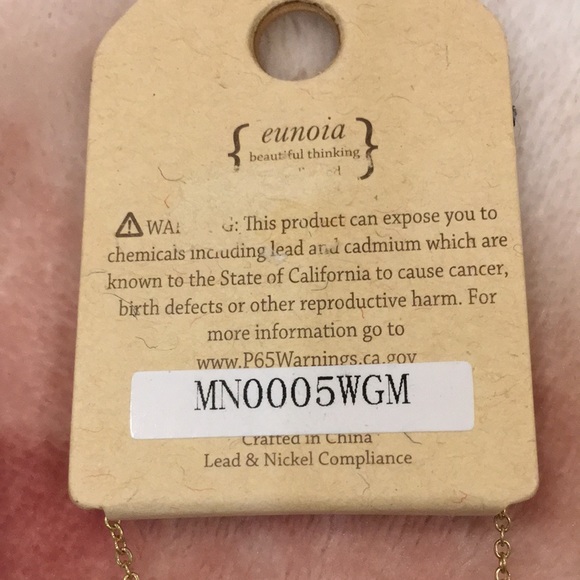 { eunoia }
beautiful thinking
⚠ WA : This product can expose you to
chemicals including lead and cadmium which are
known to the State of California to cause cancer,
birth defects or other reproductive harm. For
more information go to
www.P65Warnings.ca.gov
MN0005WGM
Crafted in China
Lead & Nickel Compliance